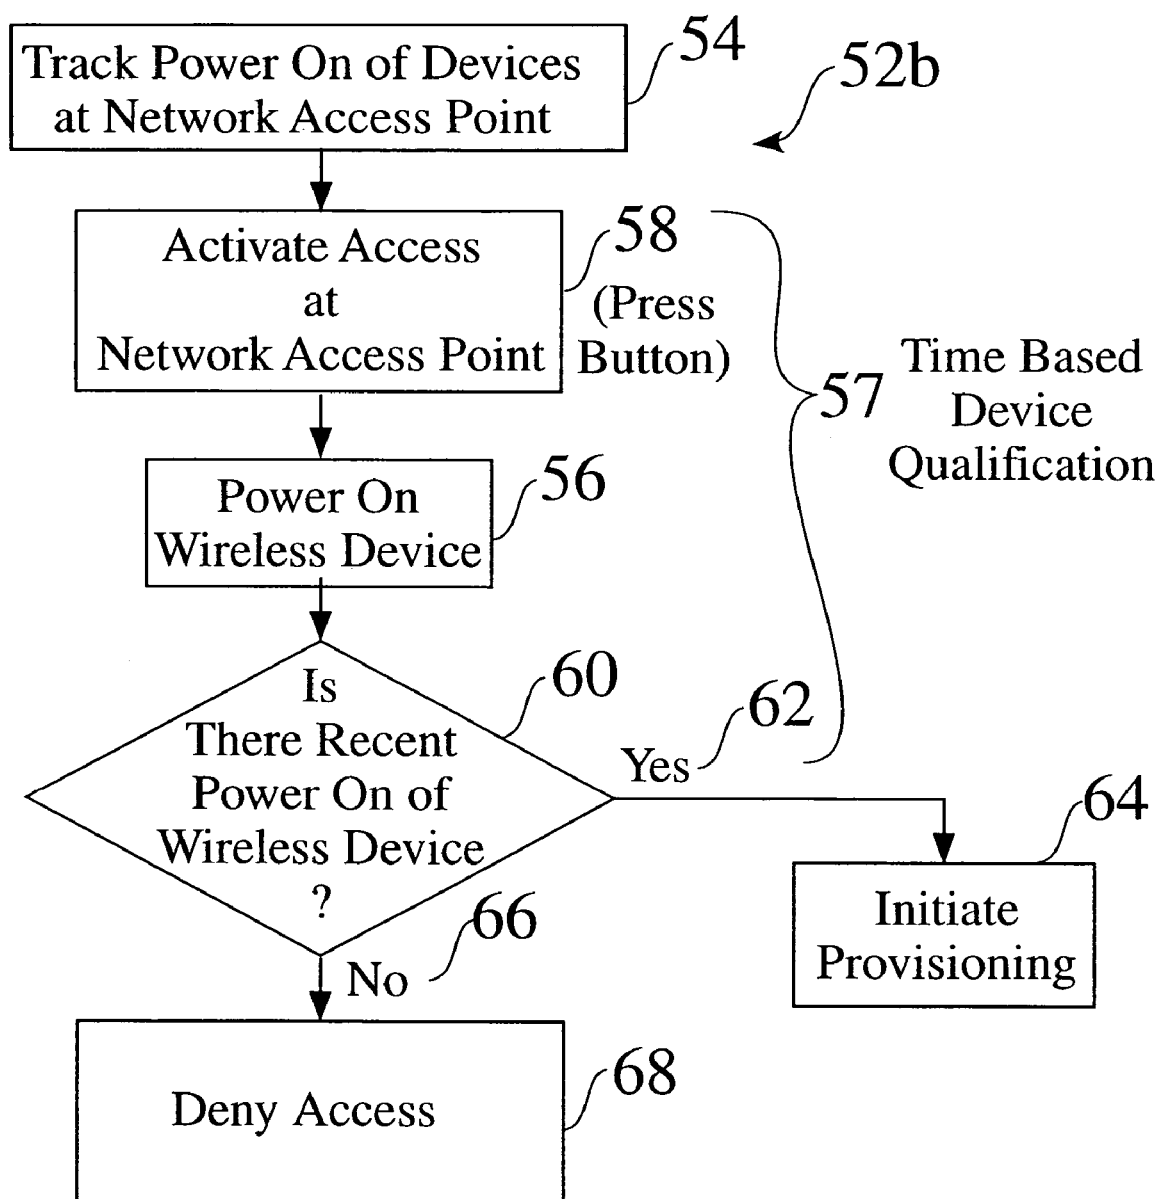 54
Track Power On of Devices
at Network Access Point
52b
Activate Access
at
Network Access Point
58
(Press
Button)
57
Time Based
Device
Qualification
Power On
Wireless Device
56
Is
There Recent
Power On of
Wireless Device
?
60
Yes
62
64
Initiate
Provisioning
66
No
Deny Access
68